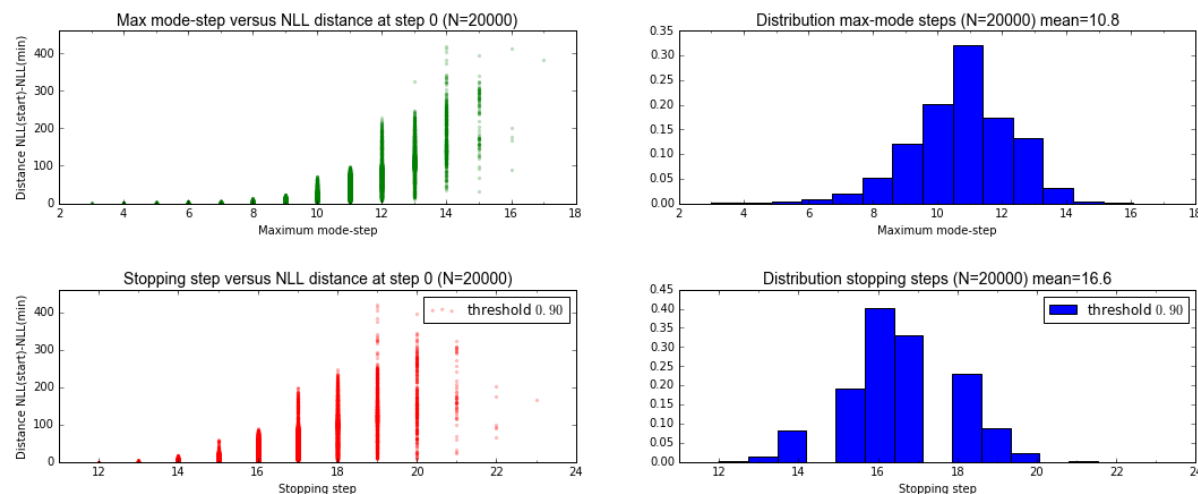 Max mode-step versus NLL distance at step 0 (N=20000)
Distance NLL(start)-NLL(min)
400
300
200
100
0
2 4 6 8 10 12 14 16 18
Maximum mode-step
Distribution max-mode steps (N=20000) mean=10.8
0.35
0.30
0.25
0.20
0.15
0.10
0.05
0.00
2 4 6 8 10 12 14 16 18
Maximum mode-step
Stopping step versus NLL distance at step 0 (N=20000)
threshold 0.90
Distance NLL(start)-NLL(min)
400
300
200
100
0
12 14 16 18 20 22 24
Stopping step
Distribution stopping steps (N=20000) mean=16.6
threshold 0.90
0.45
0.40
0.35
0.30
0.25
0.20
0.15
0.10
0.05
0.00
12 14 16 18 20 22 24
Stopping step